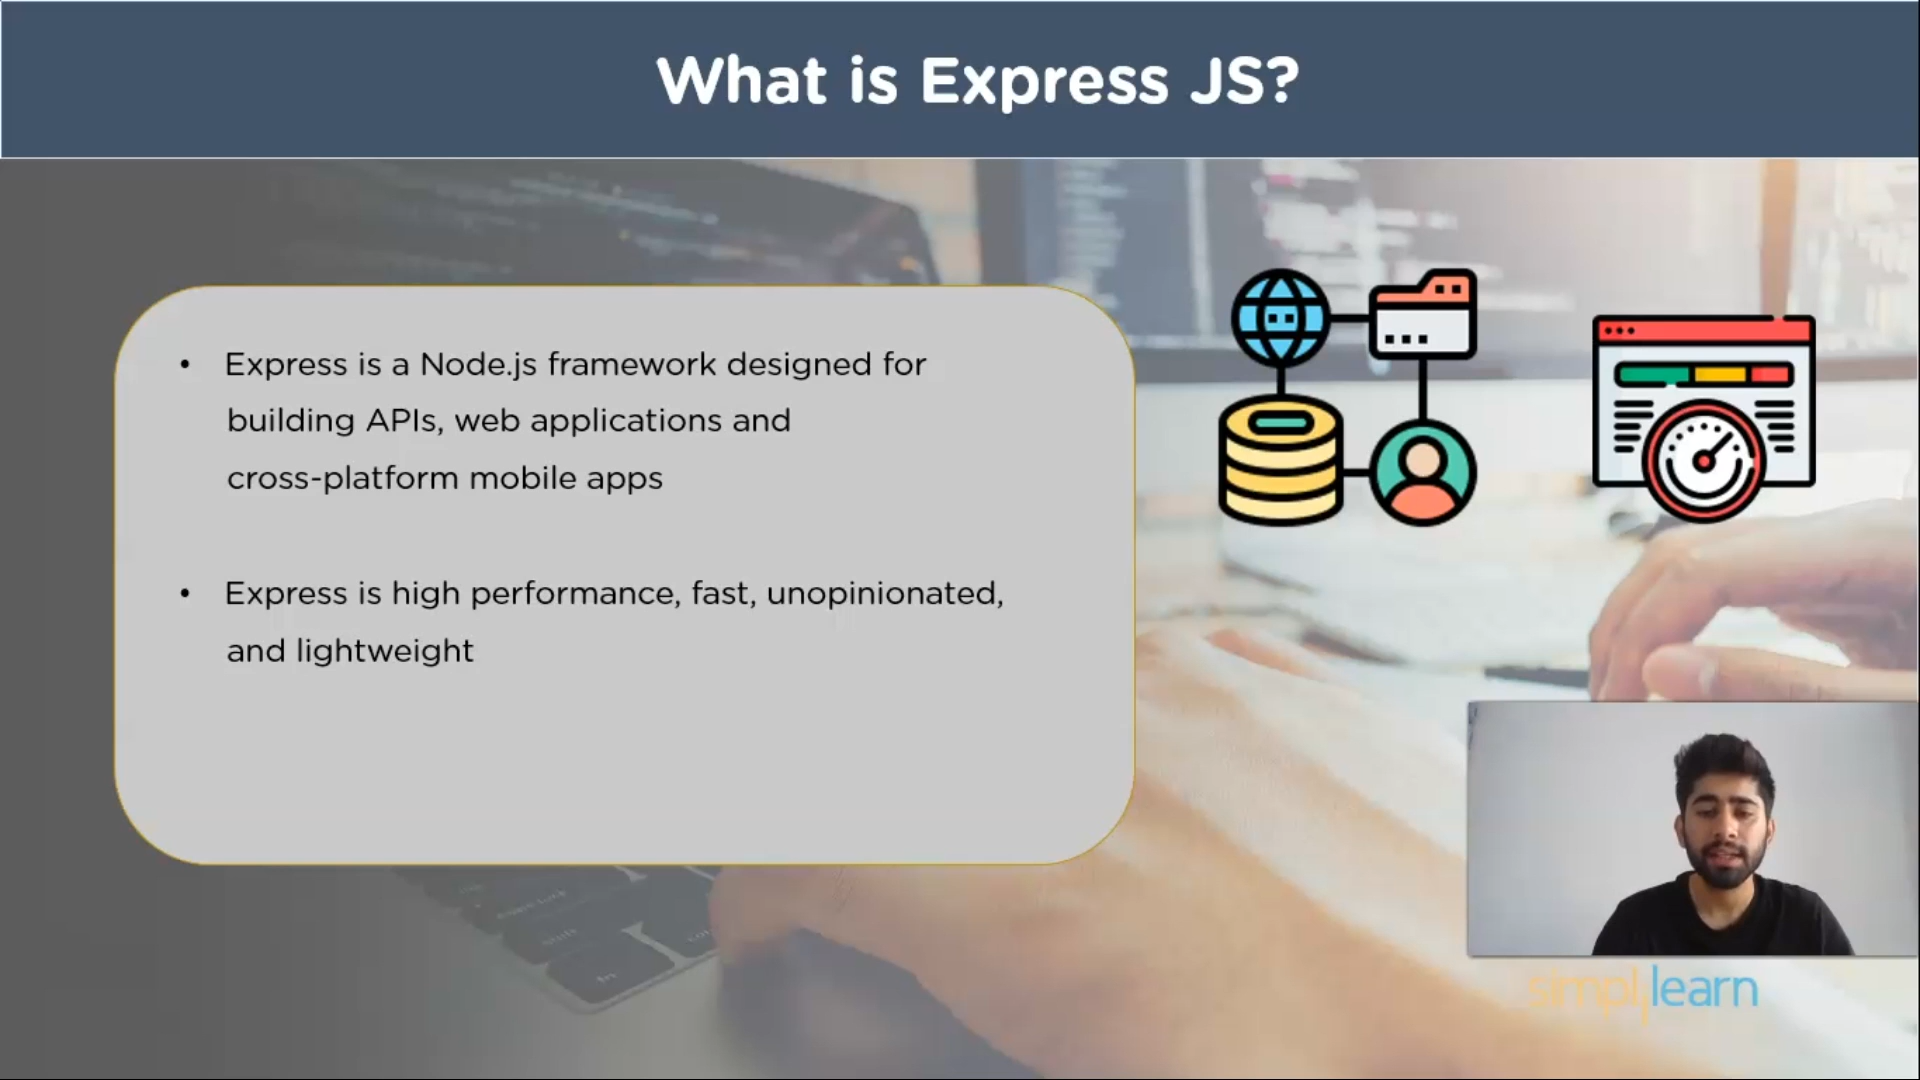 What is Express JS?
• Express is a Node.js framework designed for
building APIs, web applications and
cross-platform mobile apps
• Express is high performance, fast, unopinionated,
and lightweight
simplilearn